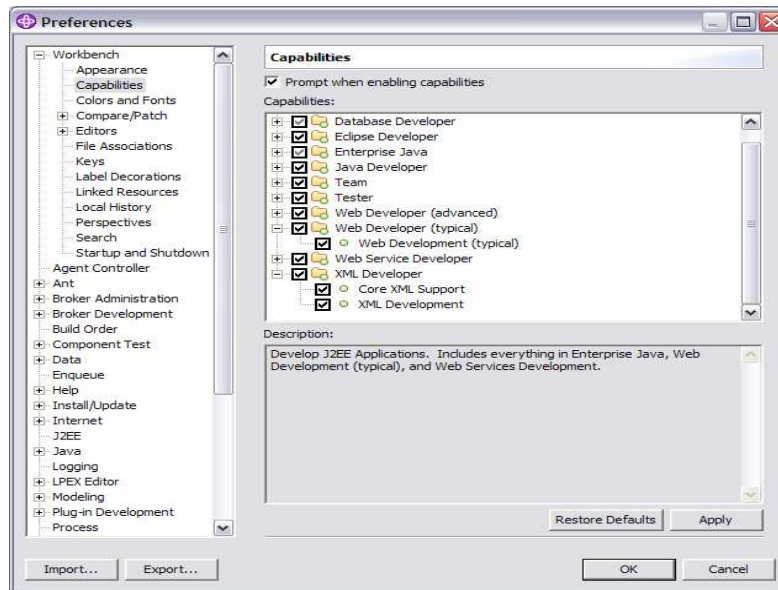 Preferences
Workbench
Appearance
Capabilities
Colors and Fonts
Compare/Patch
Editors
File Associations
Keys
Label Decorations
Linked Resources
Local History
Perspectives
Search
Startup and Shutdown
Agent Controller
Ant
Broker Administration
Broker Development
Build Order
Component Test
Data
Enqueue
Help
Install/Update
Internet
J2EE
Java
Logging
LPEX Editor
Modeling
Plug-in Development
Process
Capabilities
Prompt when enabling capabilities
Capabilities:
Database Developer
Eclipse Developer
Enterprise Java
Java Developer
Team
Tester
Web Developer (advanced)
Web Developer (typical)
Web Development (typical)
Web Service Developer
XML Developer
Core XML Support
XML Development
Description:
Develop J2EE Applications. Includes everything in Enterprise Java, Web
Development (typical), and Web Services Development.
Restore Defaults
Apply
Import...
Export...
OK
Cancel